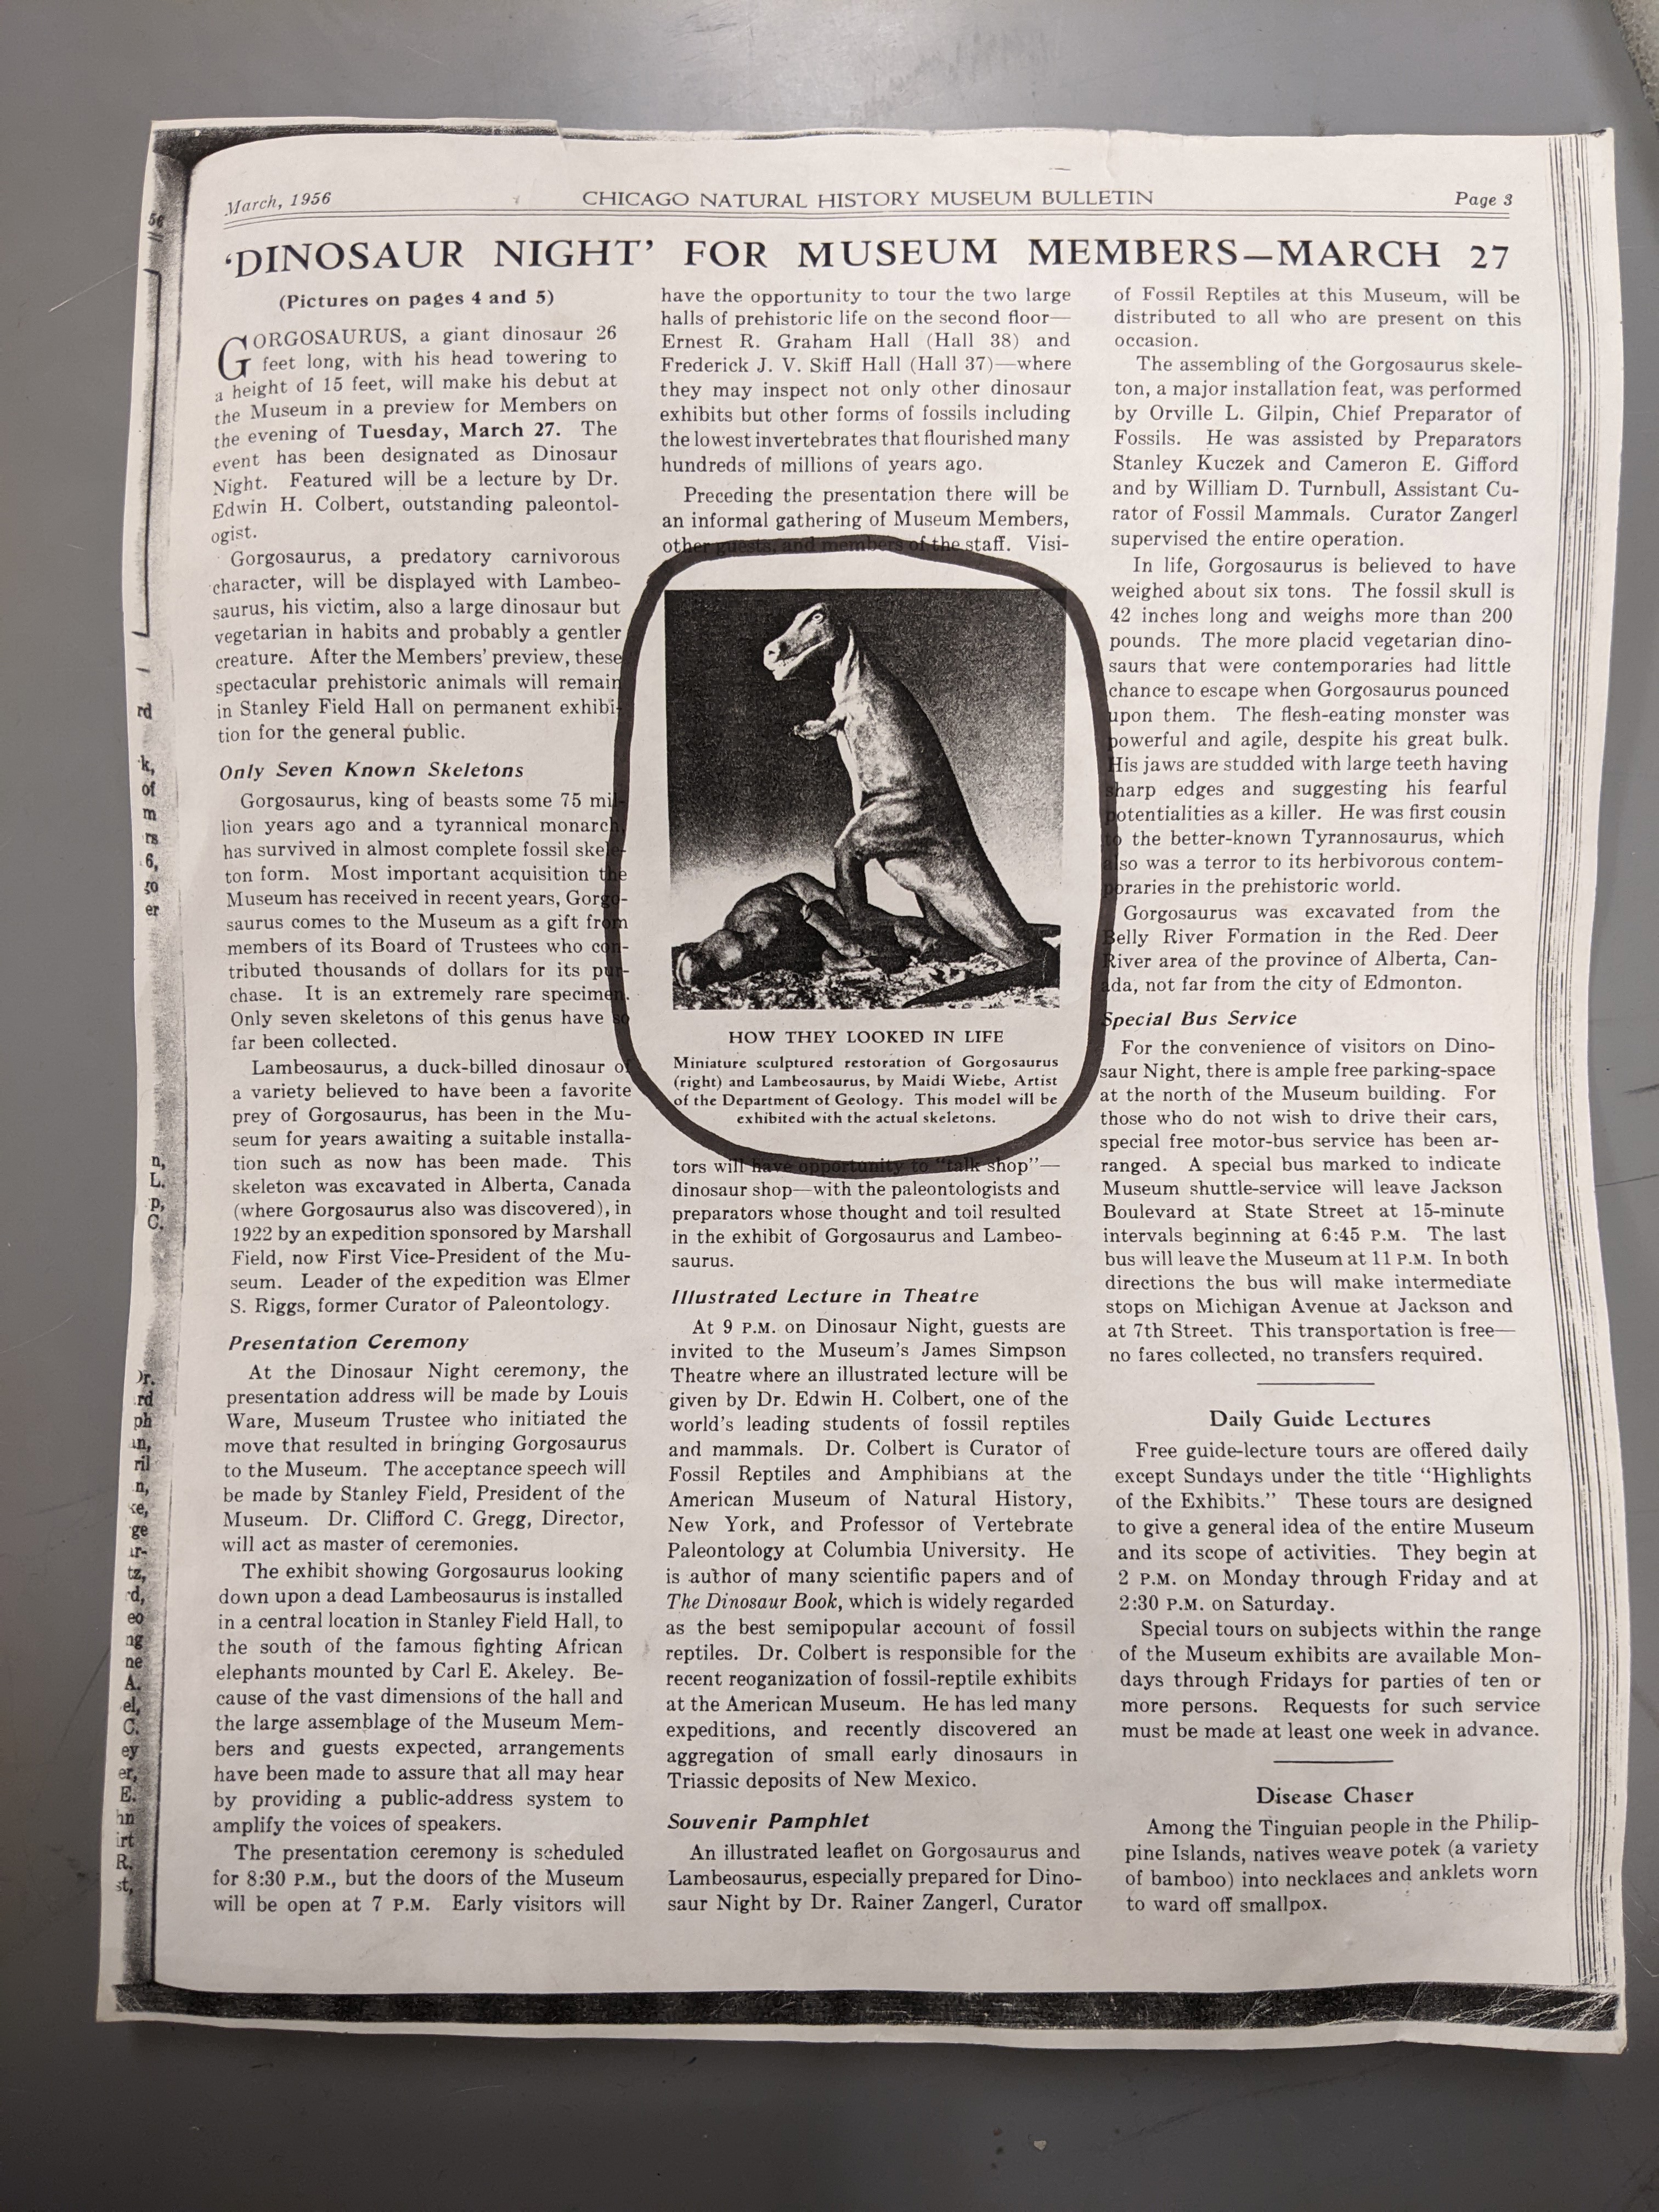 March, 1956
CHICAGO NATURAL HISTORY MUSEUM BULLETIN
Page 3
‘DINOSAUR NIGHT’ FOR MUSEUM MEMBERS—MARCH 27
(Pictures on pages 4 and 5)
GORGOSAURUS, a giant dinosaur 26
feet long, with his head towering to
a height of 15 feet, will make his debut at
the Museum in a preview for Members on
the evening of Tuesday, March 27. The
event has been designated as Dinosaur
Night. Featured will be a lecture by Dr.
Edwin H. Colbert, outstanding paleontol-
ogist.
Gorgosaurus, a predatory carnivorous
character, will be displayed with Lambeo-
saurus, his victim, also a large dinosaur but
vegetarian in habits and probably a gentler
creature. After the Members’ preview, these
spectacular prehistoric animals will remain
in Stanley Field Hall on permanent exhibi-
tion for the general public.
Only Seven Known Skeletons
Gorgosaurus, king of beasts some 75 mil-
lion years ago and a tyrannical monarch,
has survived in almost complete fossil skele-
ton form. Most important acquisition the
Museum has received in recent years, Gorgo-
saurus comes to the Museum as a gift from
members of its Board of Trustees who con-
tributed thousands of dollars for its pur-
chase. It is an extremely rare specimen.
Only seven skeletons of this genus have so
far been collected.
Lambeosaurus, a duck-billed dinosaur of
a variety believed to have been a favorite
prey of Gorgosaurus, has been in the Mu-
seum for years awaiting a suitable installa-
tion such as now has been made. This
skeleton was excavated in Alberta, Canada
(where Gorgosaurus also was discovered), in
1922 by an expedition sponsored by Marshall
Field, now First Vice-President of the Mu-
seum. Leader of the expedition was Elmer
S. Riggs, former Curator of Paleontology.
Presentation Ceremony
At the Dinosaur Night ceremony, the
presentation address will be made by Louis
Ware, Museum Trustee who initiated the
move that resulted in bringing Gorgosaurus
to the Museum. The acceptance speech will
be made by Stanley Field, President of the
Museum. Dr. Clifford C. Gregg, Director,
will act as master of ceremonies.
The exhibit showing Gorgosaurus looking
down upon a dead Lambeosaurus is installed
in a central location in Stanley Field Hall, to
the south of the famous fighting African
elephants mounted by Carl E. Akeley. Be-
cause of the vast dimensions of the hall and
the large assemblage of the Museum Mem-
bers and guests expected, arrangements
have been made to assure that all may hear
by providing a public-address system to
amplify the voices of speakers.
The presentation ceremony is scheduled
for 8:30 P.M., but the doors of the Museum
will be open at 7 P.M. Early visitors will
have the opportunity to tour the two large
halls of prehistoric life on the second floor—
Ernest R. Graham Hall (Hall 38) and
Frederick J. V. Skiff Hall (Hall 37)—where
they may inspect not only other dinosaur
exhibits but other forms of fossils including
the lowest invertebrates that flourished many
hundreds of millions of years ago.
Preceding the presentation there will be
an informal gathering of Museum Members,
other guests, and members of the staff. Visi-
HOW THEY LOOKED IN LIFE
Miniature sculptured restoration of Gorgosaurus
(right) and Lambeosaurus, by Maidi Wiebe, Artist
of the Department of Geology. This model will be
exhibited with the actual skeletons.
tors will have opportunity to “talk shop”—
dinosaur shop—with the paleontologists and
preparators whose thought and toil resulted
in the exhibit of Gorgosaurus and Lambeo-
saurus.
Illustrated Lecture in Theatre
At 9 P.M. on Dinosaur Night, guests are
invited to the Museum’s James Simpson
Theatre where an illustrated lecture will be
given by Dr. Edwin H. Colbert, one of the
world’s leading students of fossil reptiles
and mammals. Dr. Colbert is Curator of
Fossil Reptiles and Amphibians at the
American Museum of Natural History,
New York, and Professor of Vertebrate
Paleontology at Columbia University. He
is author of many scientific papers and of
The Dinosaur Book, which is widely regarded
as the best semipopular account of fossil
reptiles. Dr. Colbert is responsible for the
recent reoganization of fossil-reptile exhibits
at the American Museum. He has led many
expeditions, and recently discovered an
aggregation of small early dinosaurs in
Triassic deposits of New Mexico.
Souvenir Pamphlet
An illustrated leaflet on Gorgosaurus and
Lambeosaurus, especially prepared for Dino-
saur Night by Dr. Rainer Zangerl, Curator
of Fossil Reptiles at this Museum, will be
distributed to all who are present on this
occasion.
The assembling of the Gorgosaurus skele-
ton, a major installation feat, was performed
by Orville L. Gilpin, Chief Preparator of
Fossils. He was assisted by Preparators
Stanley Kuczek and Cameron E. Gifford
and by William D. Turnbull, Assistant Cu-
rator of Fossil Mammals. Curator Zangerl
supervised the entire operation.
In life, Gorgosaurus is believed to have
weighed about six tons. The fossil skull is
42 inches long and weighs more than 200
pounds. The more placid vegetarian dino-
saurs that were contemporaries had little
chance to escape when Gorgosaurus pounced
upon them. The flesh-eating monster was
powerful and agile, despite his great bulk.
His jaws are studded with large teeth having
sharp edges and suggesting his fearful
potentialities as a killer. He was first cousin
to the better-known Tyrannosaurus, which
also was a terror to its herbivorous contem-
poraries in the prehistoric world.
Gorgosaurus was excavated from the
Belly River Formation in the Red Deer
River area of the province of Alberta, Can-
ada, not far from the city of Edmonton.
Special Bus Service
For the convenience of visitors on Dino-
saur Night, there is ample free parking-space
at the north of the Museum building. For
those who do not wish to drive their cars,
special free motor-bus service has been ar-
ranged. A special bus marked to indicate
Museum shuttle-service will leave Jackson
Boulevard at State Street at 15-minute
intervals beginning at 6:45 P.M. The last
bus will leave the Museum at 11 P.M. In both
directions the bus will make intermediate
stops on Michigan Avenue at Jackson and
at 7th Street. This transportation is free—
no fares collected, no transfers required.
Daily Guide Lectures
Free guide-lecture tours are offered daily
except Sundays under the title “Highlights
of the Exhibits.” These tours are designed
to give a general idea of the entire Museum
and its scope of activities. They begin at
2 P.M. on Monday through Friday and at
2:30 P.M. on Saturday.
Special tours on subjects within the range
of the Museum exhibits are available Mon-
days through Fridays for parties of ten or
more persons. Requests for such service
must be made at least one week in advance.
Disease Chaser
Among the Tinguian people in the Philip-
pine Islands, natives weave potek (a variety
of bamboo) into necklaces and anklets worn
to ward off smallpox.